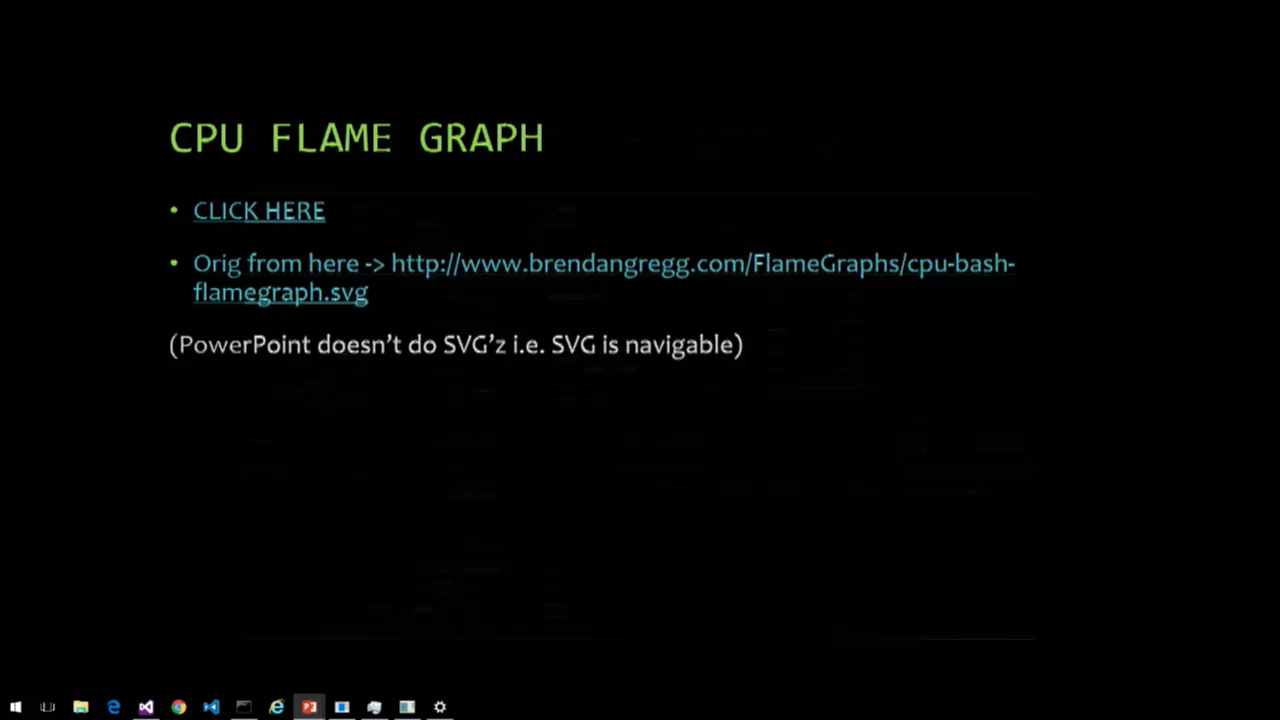 CPU FLAME GRAPH
• CLICK HERE
• Orig from here -> http://www.brendangregg.com/FlameGraphs/cpu-bash-
flamegraph.svg
(PowerPoint doesn't do SVG'z i.e. SVG is navigable)